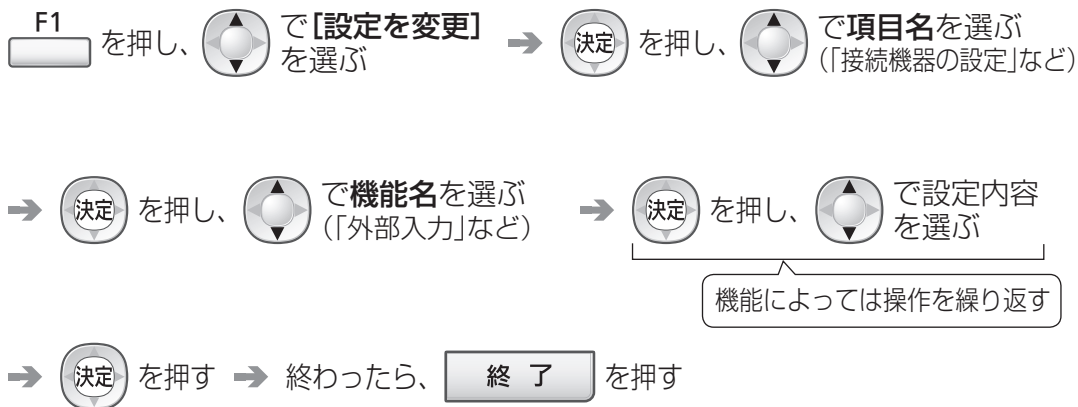 F1 を押し、で[設定を変更]を選ぶ ➔ 決定 を押し、で項目名を選ぶ
(「接続機器の設定」など)
➔ 決定 を押し、で機能名を選ぶ ➔ 決定 を押し、で設定内容を選ぶ
(「外部入力」など)
機能によっては操作を繰り返す
➔ 決定 を押す ➔ 終わったら、 終 了 を押す